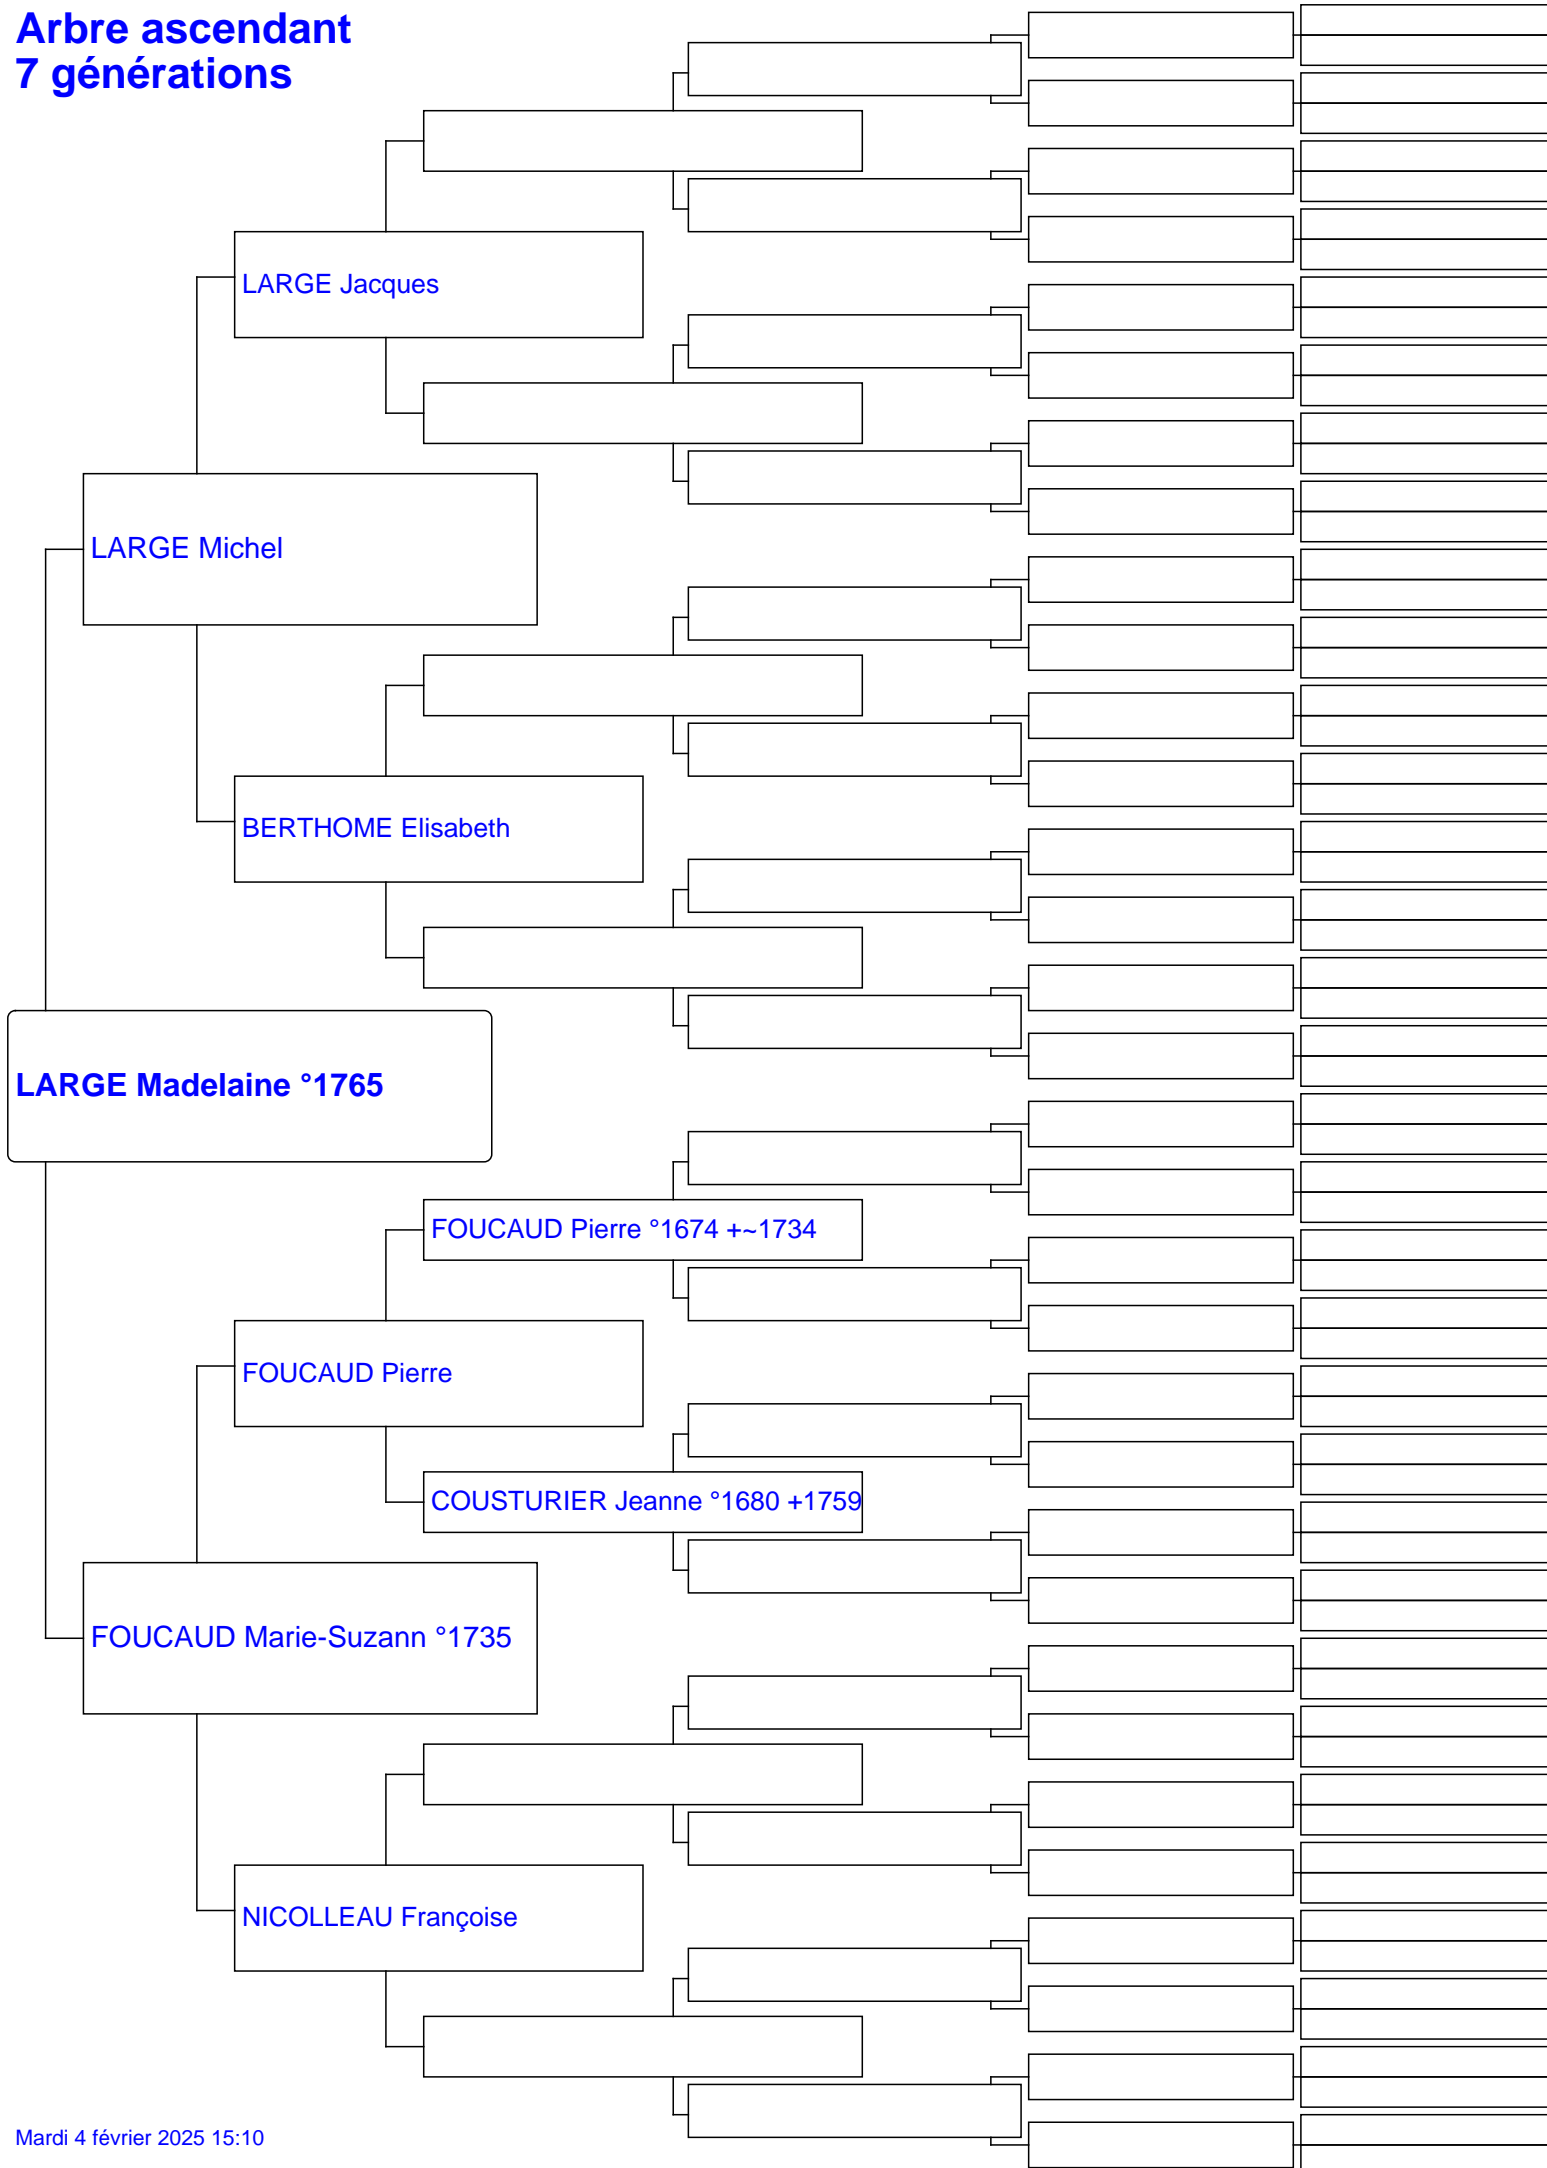 Arbre ascendant
7 générations
LARGE Jacques
LARGE Michel
BERTHOME Elisabeth
LARGE Madelaine °1765
FOUCAUD Pierre °1674 +~1734
FOUCAUD Pierre
COUSTURIER Jeanne °1680 +1759
FOUCAUD Marie-Suzann °1735
NICOLLEAU Françoise
Mardi 4 février 2025 15:10